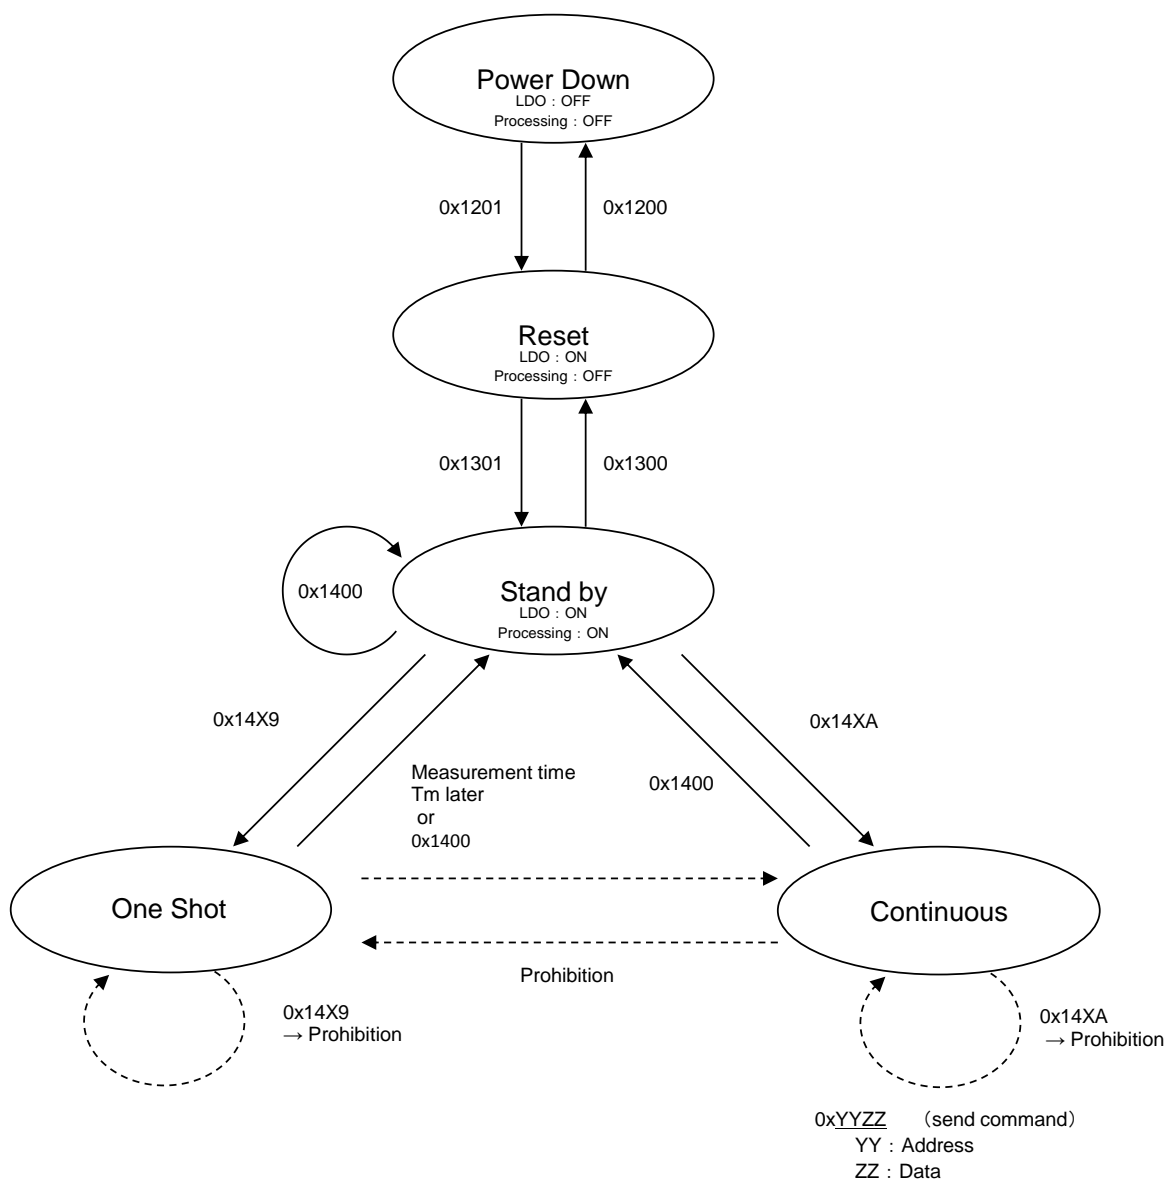 Power Down
LDO : OFF
Processing : OFF
0x1201
0x1200
Reset
LDO : ON
Processing : OFF
0x1301
0x1300
0x1400
Stand by
LDO : ON
Processing : ON
0x14X9
0x14XA
Measurement time
Tm later
or
0x1400
0x1400
One Shot
Continuous
Prohibition
0x14X9
→ Prohibition
0x14XA
→ Prohibition
0xYYZZ (send command)
YY : Address
ZZ : Data